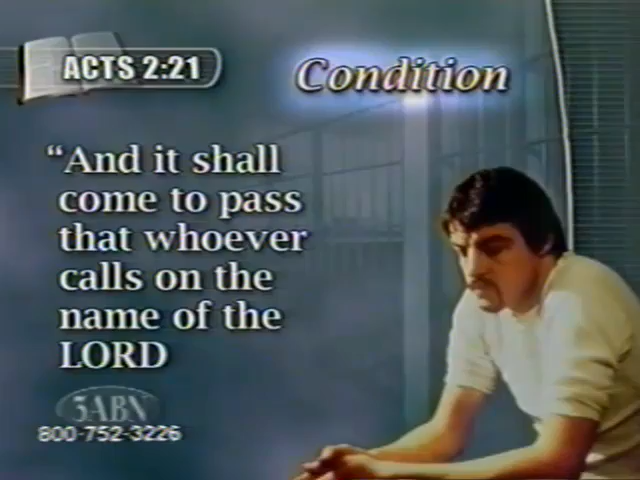 ACTS 2:21
Condition
“And it shall
come to pass
that whoever
calls on the
name of the
LORD
3ABN
800-752-3226